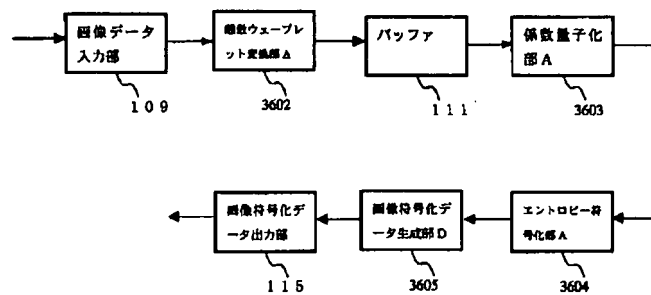 画像データ
入力部
離散ウェーブレ
ット変換部A
バッファ
係数量子化
部A
109
3602
111
3603
画像符号化デ
ータ出力部
画像符号化デ
ータ生成部D
エントロピー符
号化部A
115
3605
3604